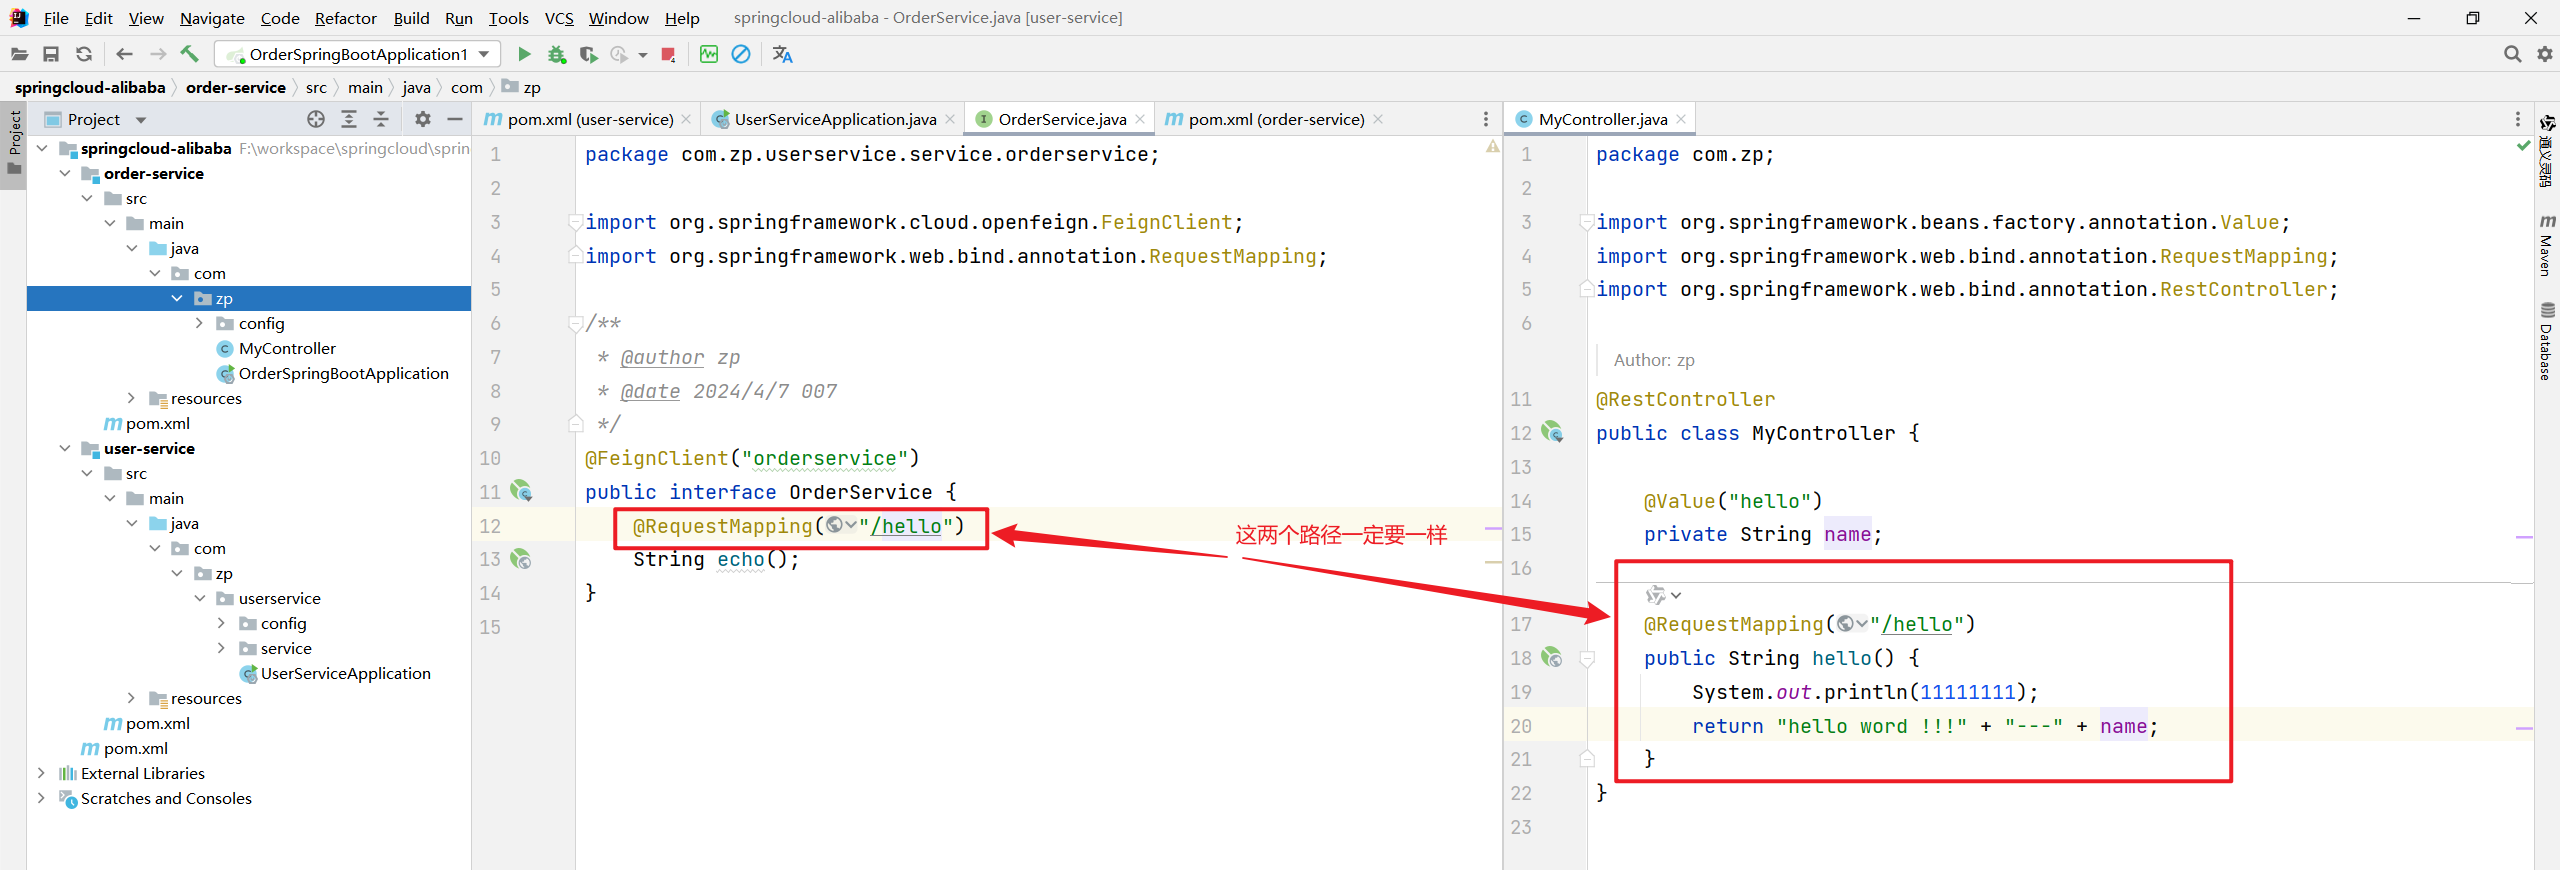 File Edit View Navigate Code Refactor Build Run Tools VCS Window Help springcloud-alibaba - OrderService.java [user-service]
OrderSpringBootApplication1
springcloud-alibaba order-service src main java com zp
Project
Project
springcloud-alibaba F:\workspace\springcloud\sprin
order-service
src
main
java
com
zp
config
MyController
OrderSpringBootApplication
resources
pom.xml
user-service
src
main
java
com
zp
userservice
config
service
UserServiceApplication
resources
pom.xml
pom.xml
External Libraries
Scratches and Consoles
pom.xml (user-service) UserServiceApplication.java OrderService.java pom.xml (order-service)
1 package com.zp.userservice.service.orderservice;
2
3 import org.springframework.cloud.openfeign.FeignClient;
4 import org.springframework.web.bind.annotation.RequestMapping;
5
6 /**
7 * @author zp
8 * @date 2024/4/7 007
9 */
10 @FeignClient("orderservice")
11 public interface OrderService {
12 @RequestMapping("/hello")
13 String echo();
14 }
15
这两个路径一定要一样
MyController.java
1 package com.zp;
2
3 import org.springframework.beans.factory.annotation.Value;
4 import org.springframework.web.bind.annotation.RequestMapping;
5 import org.springframework.web.bind.annotation.RestController;
6
Author: zp
11 @RestController
12 public class MyController {
13
14 @Value("hello")
15 private String name;
16
17 @RequestMapping("/hello")
18 public String hello() {
19 System.out.println(11111111);
20 return "hello word !!!" + "---" + name;
21 }
22 }
23
通义灵码
Maven
Database